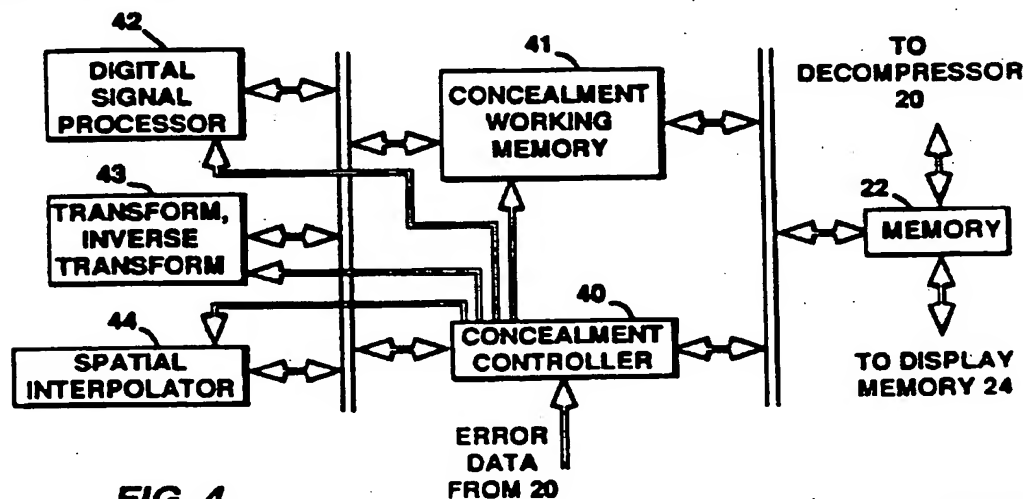 42
DIGITAL
SIGNAL
PROCESSOR
41
CONCEALMENT
WORKING
MEMORY
TO
DECOMPRESSOR
20
43
TRANSFORM,
INVERSE
TRANSFORM
22
MEMORY
44
SPATIAL
INTERPOLATOR
40
CONCEALMENT
CONTROLLER
TO DISPLAY
MEMORY 24
ERROR
DATA
FROM 20
FIG. 4